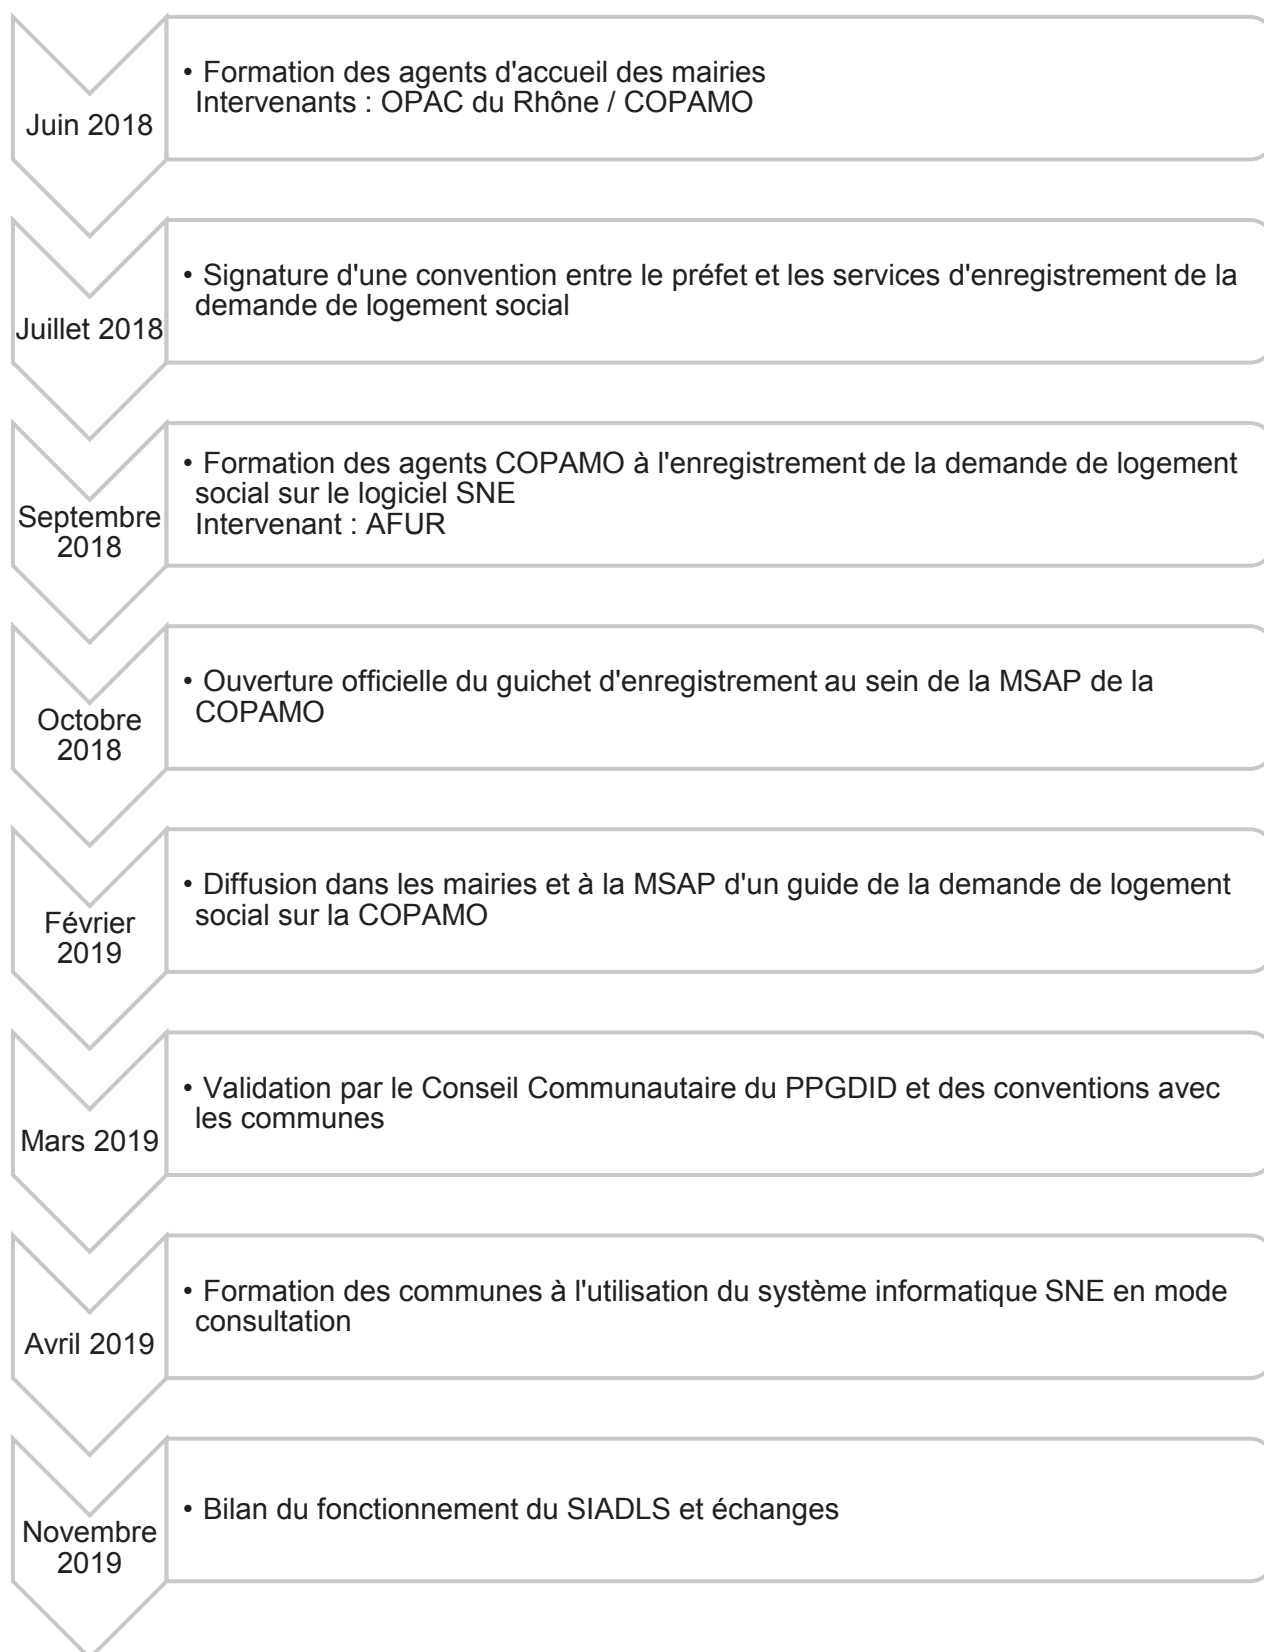 Juin 2018
• Formation des agents d'accueil des mairies
Intervenants : OPAC du Rhône / COPAMO
Juillet 2018
• Signature d'une convention entre le préfet et les services d'enregistrement de la
demande de logement social
Septembre
2018
• Formation des agents COPAMO à l'enregistrement de la demande de logement
social sur le logiciel SNE
Intervenant : AFUR
Octobre
2018
• Ouverture officielle du guichet d'enregistrement au sein de la MSAP de la
COPAMO
Février
2019
• Diffusion dans les mairies et à la MSAP d'un guide de la demande de logement
social sur la COPAMO
Mars 2019
• Validation par le Conseil Communautaire du PPGDID et des conventions avec
les communes
Avril 2019
• Formation des communes à l'utilisation du système informatique SNE en mode
consultation
Novembre
2019
• Bilan du fonctionnement du SIADLS et échanges